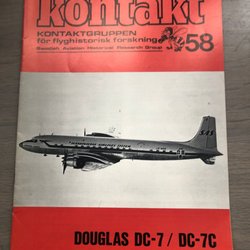 kontakt
KONTAKTGRUPPEN
för flyghistorisk forskning
Swedish Aviation Historical Research Group
58
SAS
DOUGLAS DC-7 / DC-7C